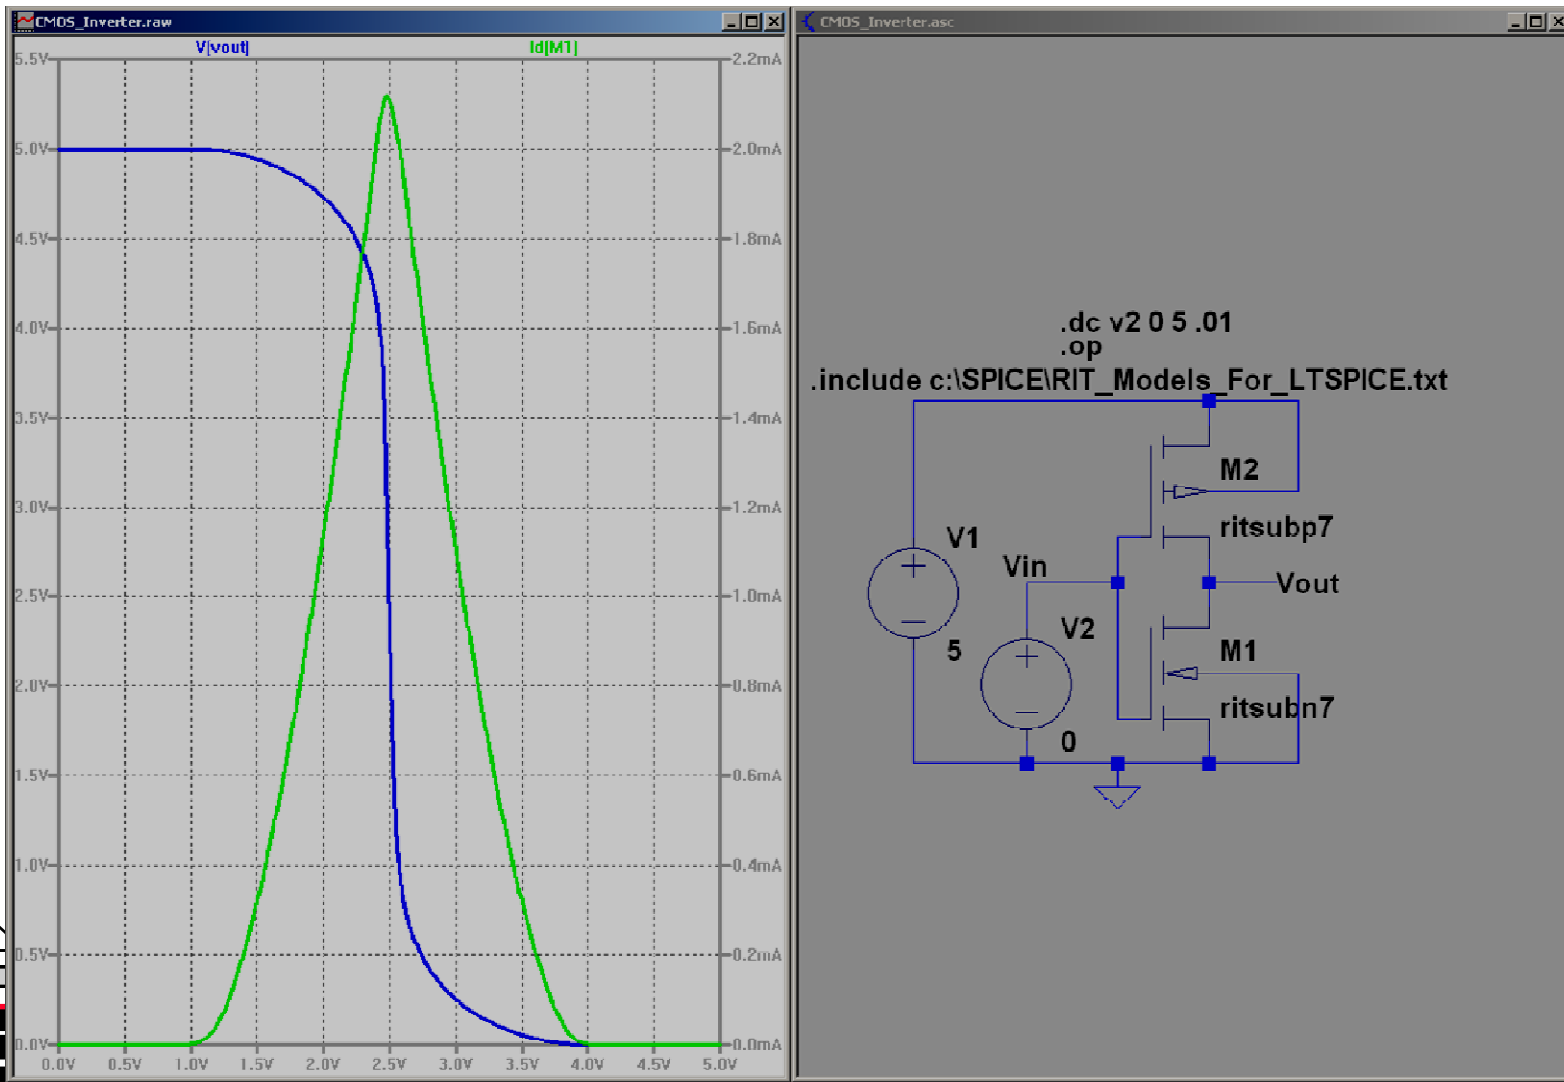 CMOS_Inverter.raw
V[vout]
Id[M1]
5.5V
5.0V
4.5V
4.0V
3.5V
3.0V
2.5V
2.0V
1.5V
1.0V
0.5V
0.0V
2.2mA
2.0mA
1.8mA
1.6mA
1.4mA
1.2mA
1.0mA
0.8mA
0.6mA
0.4mA
0.2mA
0.0mA
0.0V 0.5V 1.0V 1.5V 2.0V 2.5V 3.0V 3.5V 4.0V 4.5V 5.0V
CMOS_Inverter.asc
.dc v2 0 5 .01
.op
.include c:\SPICE\RIT_Models_For_LTSPICE.txt
M2
ritsubp7
V1
5
Vin
V2
0
Vout
M1
ritsubn7